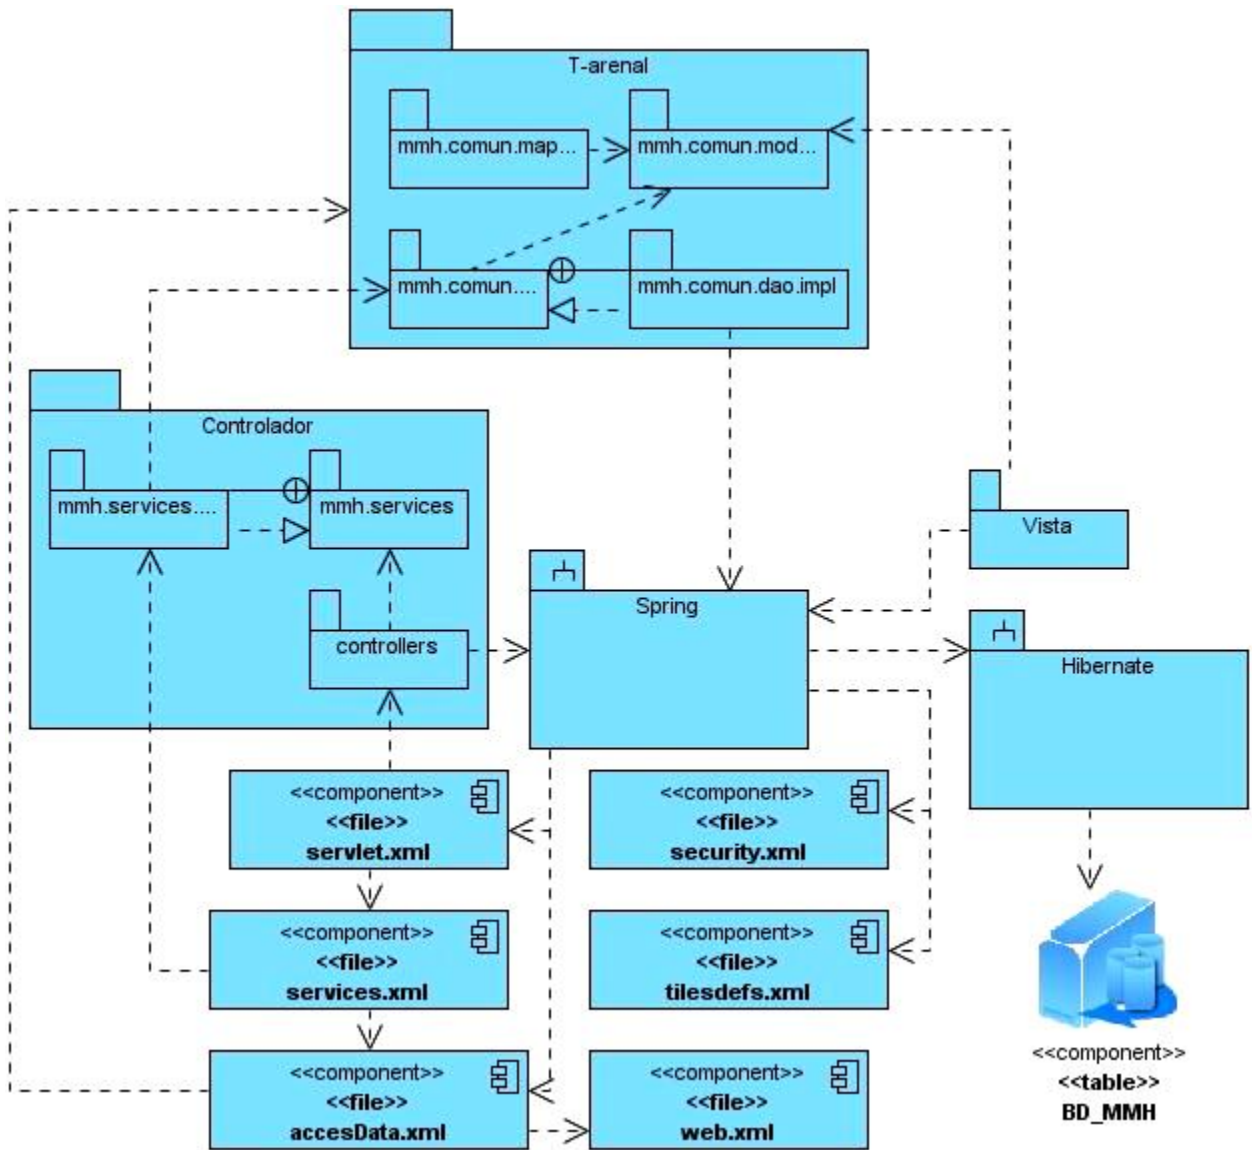 T-arenal
mmh.comun.map...
mmh.comun.mod...
mmh.comun....
mmh.comun.dao.impl
Controlador
mmh.services....
mmh.services
controllers
Spring
Vista
Hibernate
<<component>>
<<file>>
servlet.xml
<<component>>
<<file>>
security.xml
<<component>>
<<file>>
services.xml
<<component>>
<<file>>
tilesdefs.xml
<<component>>
<<file>>
accesData.xml
<<component>>
<<file>>
web.xml
<<component>>
<<table>>
BD_MMH